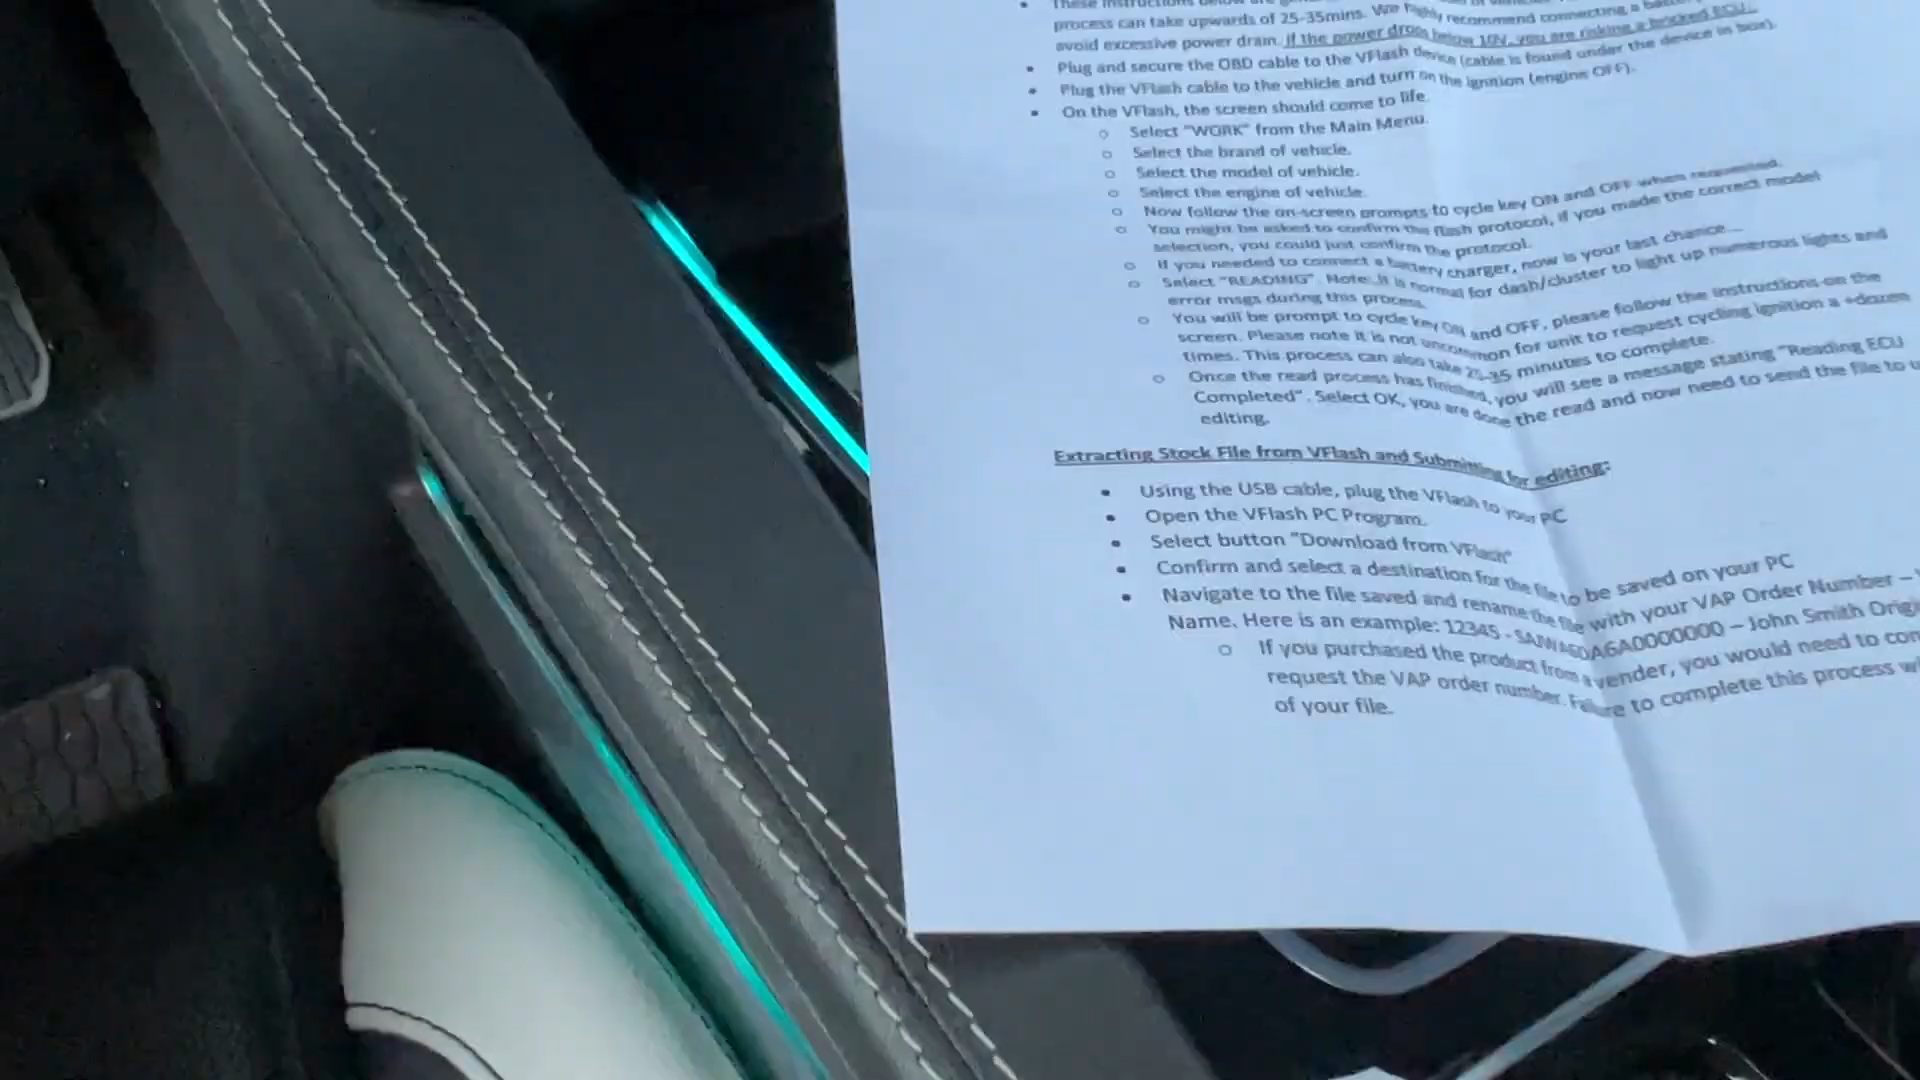 These instructions below are
process can take upwards of 25-35mins. We highly recommend connecting a
avoid excessive power drain. If the power drops below 10V, you are risking a bricked ECU.
Plug and secure the OBD cable to the VFlash device (cable is found under the device in box).
Plug the VFlash cable to the vehicle and turn on the ignition (engine OFF).
On the VFlash, the screen should come to life.
Select "WORK" from the Main Menu.
Select the brand of vehicle.
Select the model of vehicle.
Select the engine of vehicle.
Now follow the on-screen prompts to cycle key ON and OFF when requested.
You might be asked to confirm the flash protocol, if you made the correct model
selection, you could just confirm the protocol.
If you needed to connect a battery charger, now is your last chance...
Select "READING". Note: It is normal for dash/cluster to light up numerous lights and
error msgs during this process.
You will be prompt to cycle key ON and OFF, please follow the instructions on the
screen. Please note it is not uncommon for unit to request cycling ignition a +dozen
times. This process can also take 25-35 minutes to complete.
Once the read process has finished, you will see a message stating "Reading ECU
Completed". Select OK, you are done the read and now need to send the file to u
editing.
Extracting Stock File from VFlash and Submitting for editing:
Using the USB cable, plug the VFlash to your PC
Open the VFlash PC Program.
Select button "Download from VFlash"
Confirm and select a destination for the file to be saved on your PC
Navigate to the file saved and rename the file with your VAP Order Number –
Name. Here is an example: 12345 - SAJWA6DA6A0000000 – John Smith Origi
If you purchased the product from a vender, you would need to con
request the VAP order number. Failure to complete this process w
of your file.